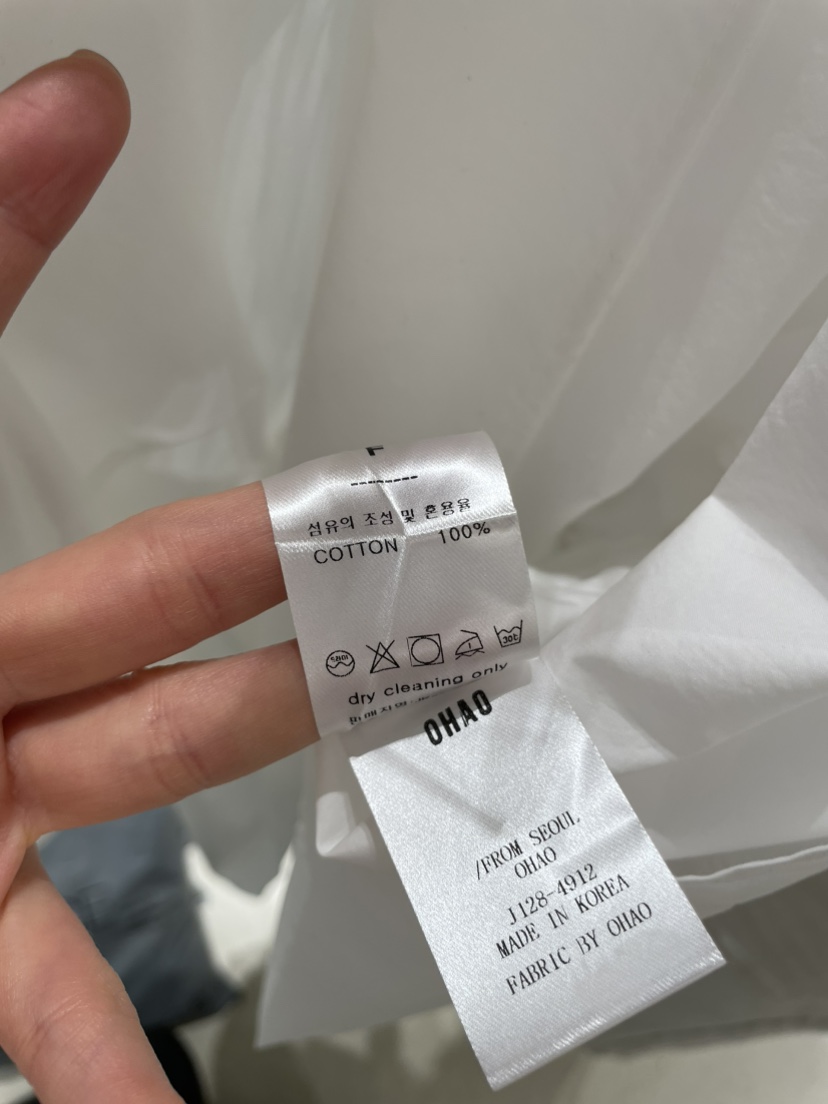 F
--------
섬유의 조성 및 혼용율
COTTON 100%
30℃
dry cleaning only
OHAO
/FROM SEOUL
OHAO
J128-4912
MADE IN KOREA
FABRIC BY OHAO